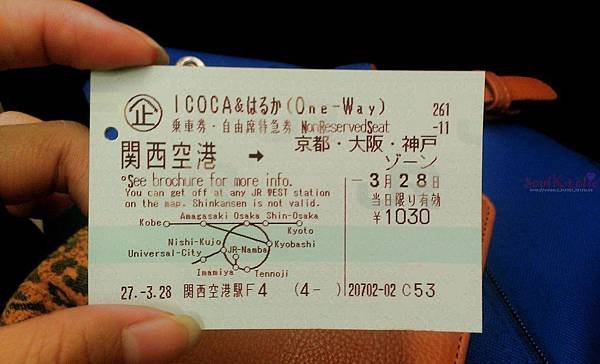 企 ICOCA&はるか(One-Way) 261
乗車券・自由席特急券 NonReservedSeat -11
関西空港 → 京都・大阪・神戸
ゾーン
*See brochure for more info. -3月28日
You can get off at any JR WEST station 当日限り有効
on the map. Shinkansen is not valid. ¥1030
Amagasaki Osaka Shin-Osaka
Kobe Kyoto
Nishi-Kujo Kyobashi
JR-Namba
Universal-City
Imamiya Tennoji
27.-3.28 関西空港駅F4 (4- ) 20702-02 C53